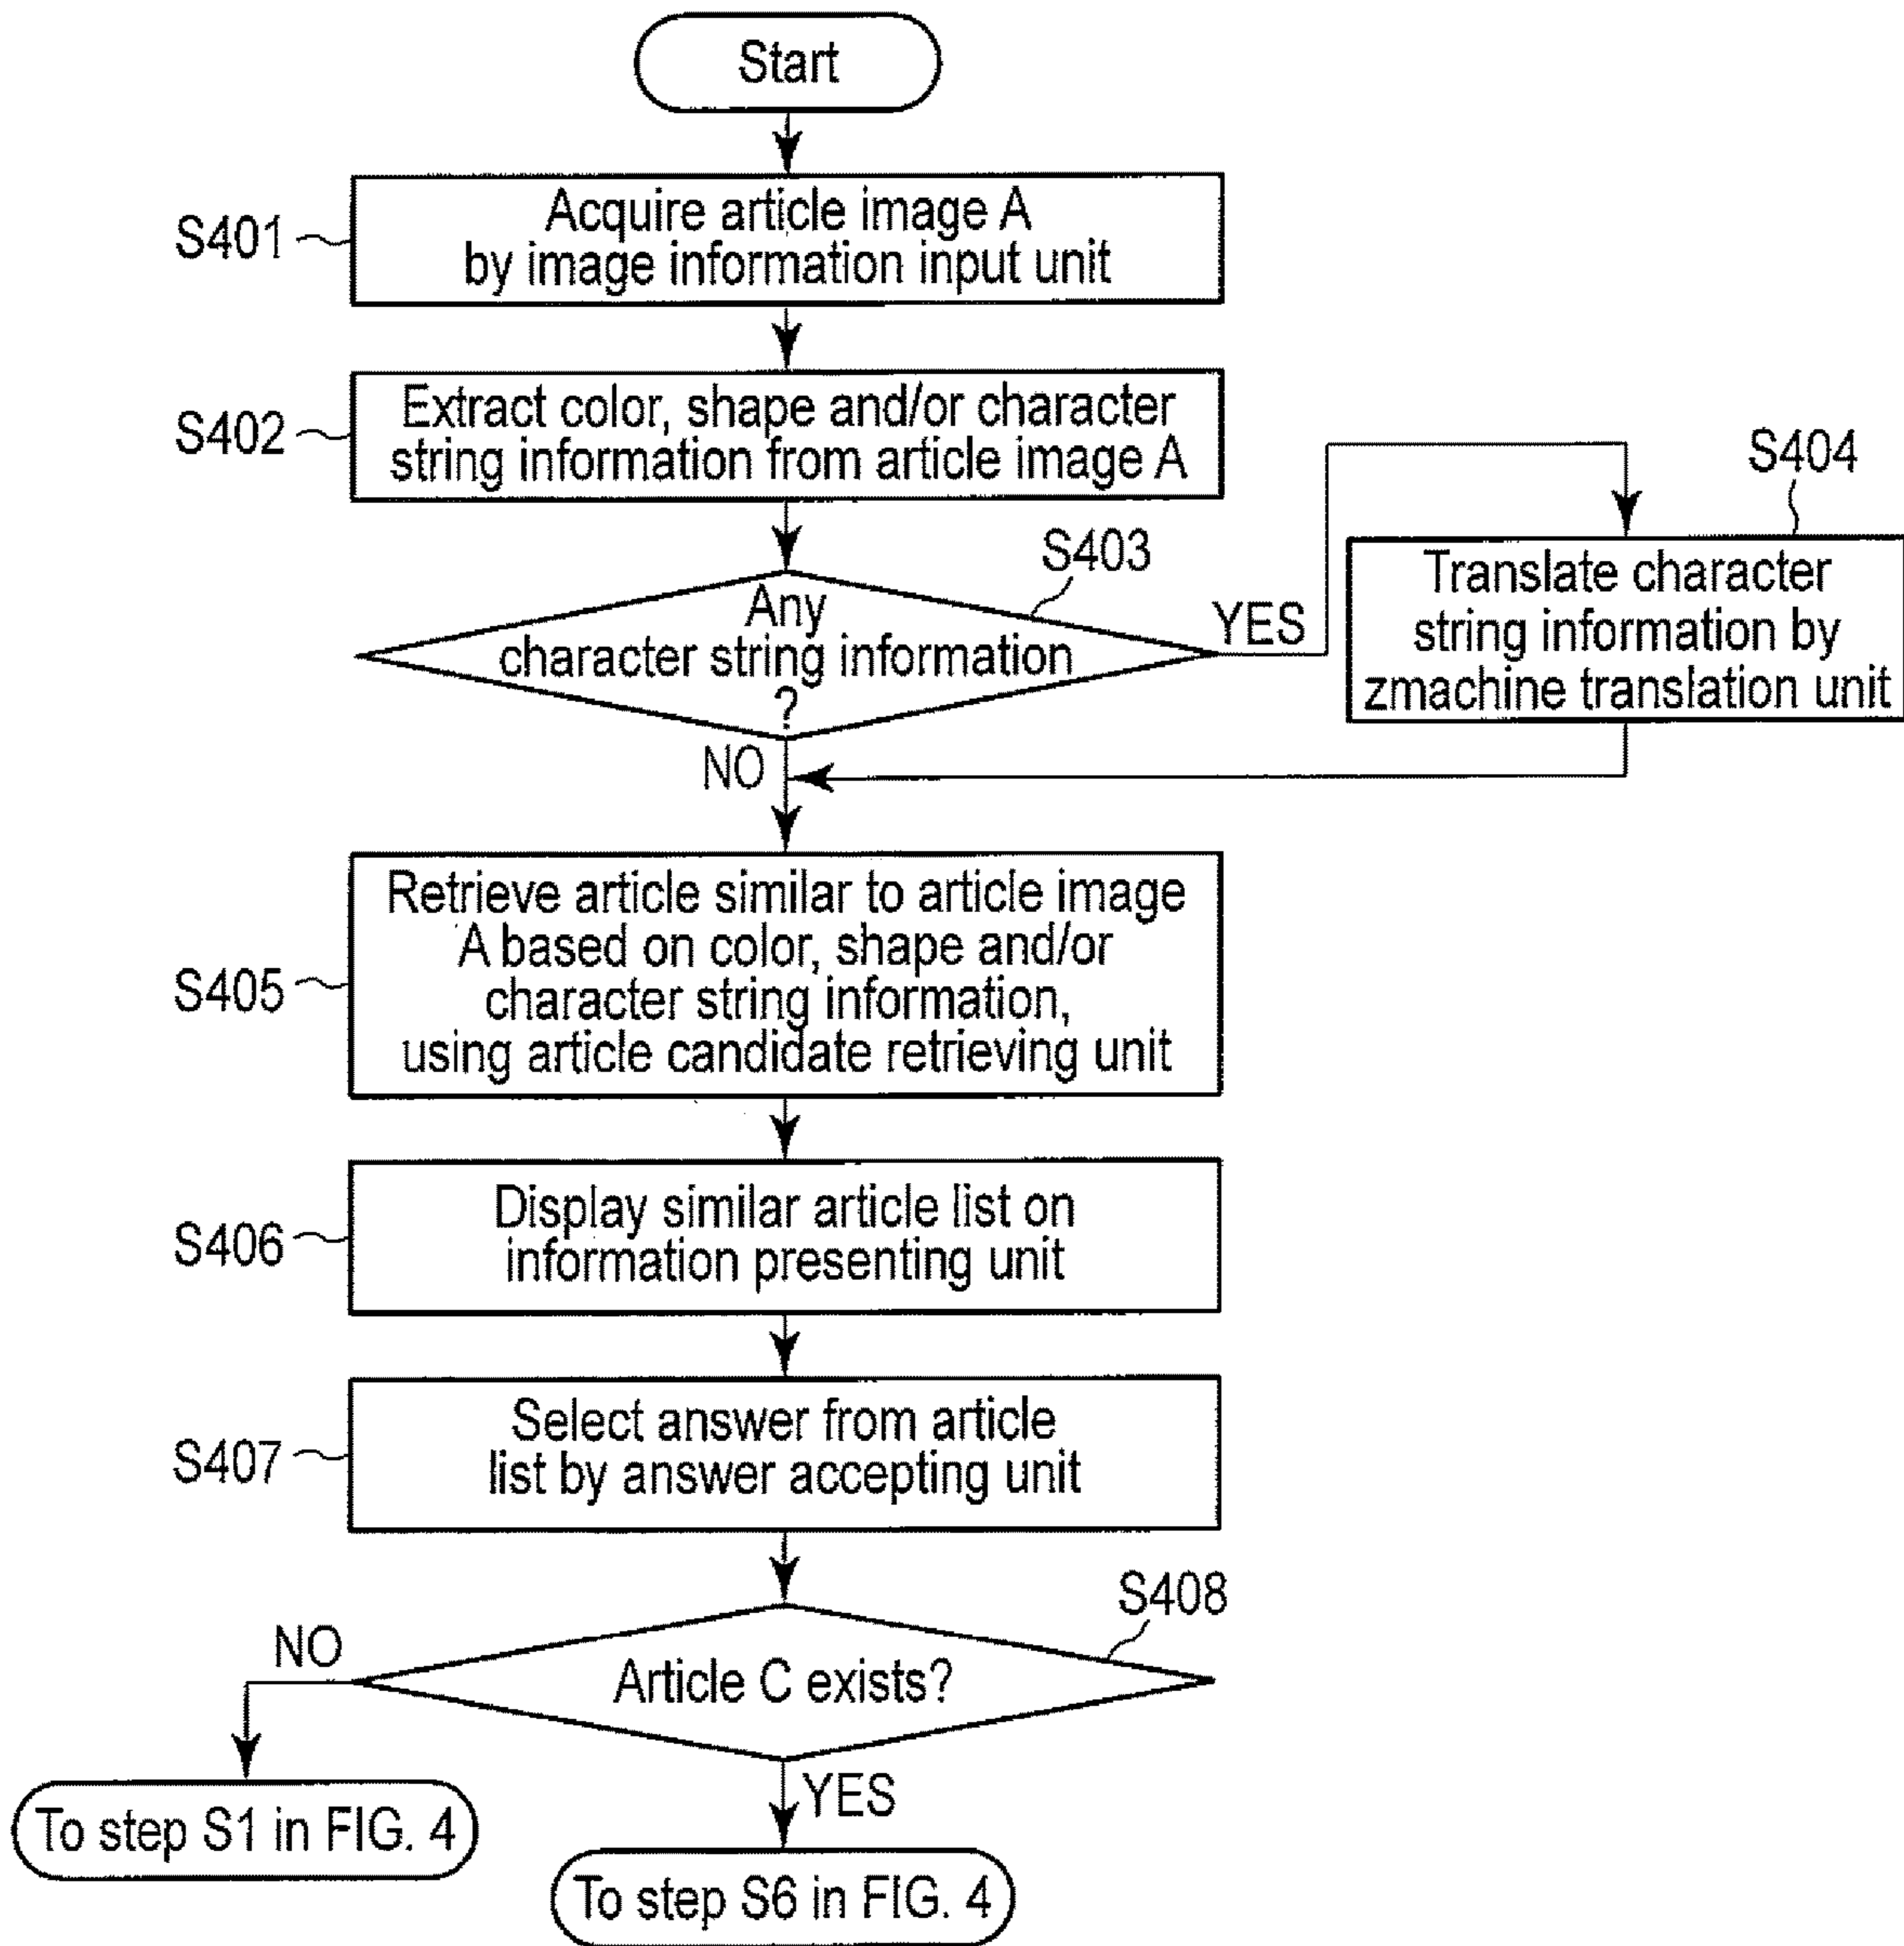 Start
S401
Acquire article image A
by image information input unit
S402
Extract color, shape and/or character
string information from article image A
S403
Any
character string information
?
YES
NO
S404
Translate character
string information by
zmachine translation unit
S405
Retrieve article similar to article image
A based on color, shape and/or
character string information,
using article candidate retrieving unit
S406
Display similar article list on
information presenting unit
S407
Select answer from article
list by answer accepting unit
S408
Article C exists?
NO
YES
To step S1 in FIG. 4
To step S6 in FIG. 4